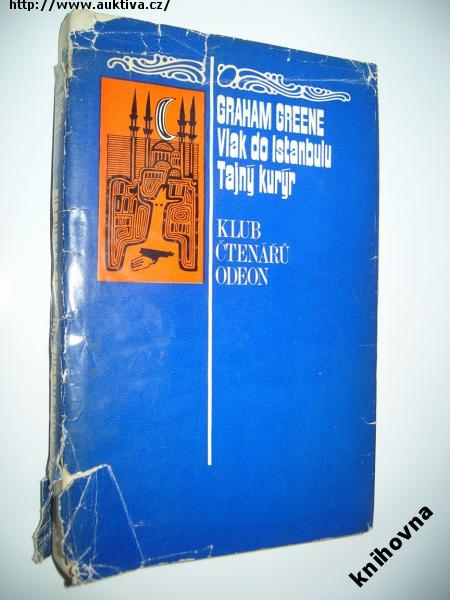 http://www.auktiva.cz/
GRAHAM GREENE
Vlak do Istanbulu
Tajný kurýr
KLUB
ČTENÁŘŮ
ODEON
knihovna